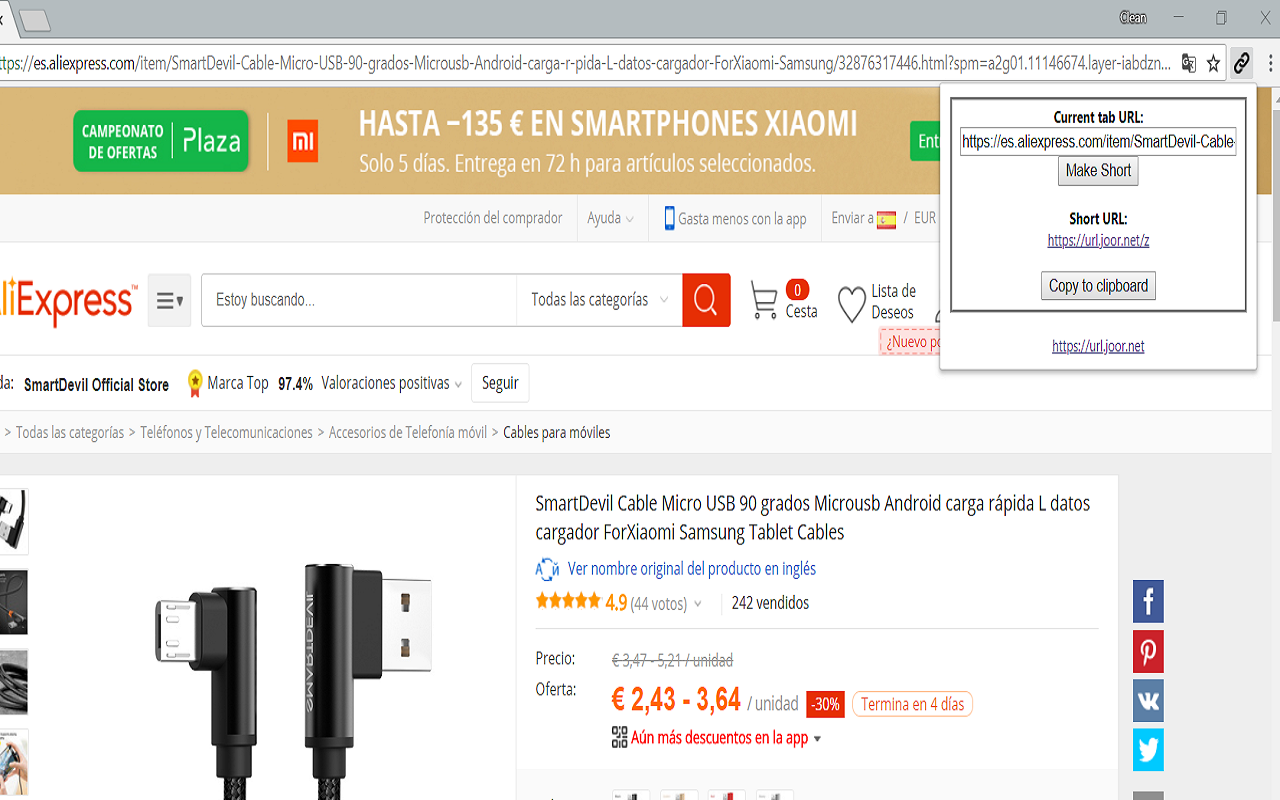 Clean
https://es.aliexpress.com/item/SmartDevil-Cable-Micro-USB-90-grados-Microusb-Android-carga-r-pida-L-datos-cargador-ForXiaomi-Samsung/32876317446.html?spm=a2g01.11146674.layer-iabdzn...
CAMPEONATO
DE OFERTAS
Plaza
mi
HASTA −135 € EN SMARTPHONES XIAOMI
Solo 5 días. Entrega en 72 h para artículos seleccionados.
Ent
Current tab URL:
https://es.aliexpress.com/item/SmartDevil-Cable-
Make Short
Short URL:
https://url.joor.net/z
Copy to clipboard
https://url.joor.net
Protección del comprador
Ayuda
Gasta menos con la app
Enviar a / EUR
liExpress™
Estoy buscando...
Todas las categorías
0
Cesta
Lista de
Deseos
¿Nuevo po
da: SmartDevil Official Store
Marca Top 97.4% Valoraciones positivas
Seguir
> Todas las categorías > Teléfonos y Telecomunicaciones > Accesorios de Telefonía móvil > Cables para móviles
SmartDevil Cable Micro USB 90 grados Microusb Android carga rápida L datos
cargador ForXiaomi Samsung Tablet Cables
Ver nombre original del producto en inglés
4.9 (44 votos)
242 vendidos
Precio: € 3,47 - 5,21 / unidad
Oferta: € 2,43 - 3,64 / unidad -30% Termina en 4 días
Aún más descuentos en la app
SMARTDEVIL